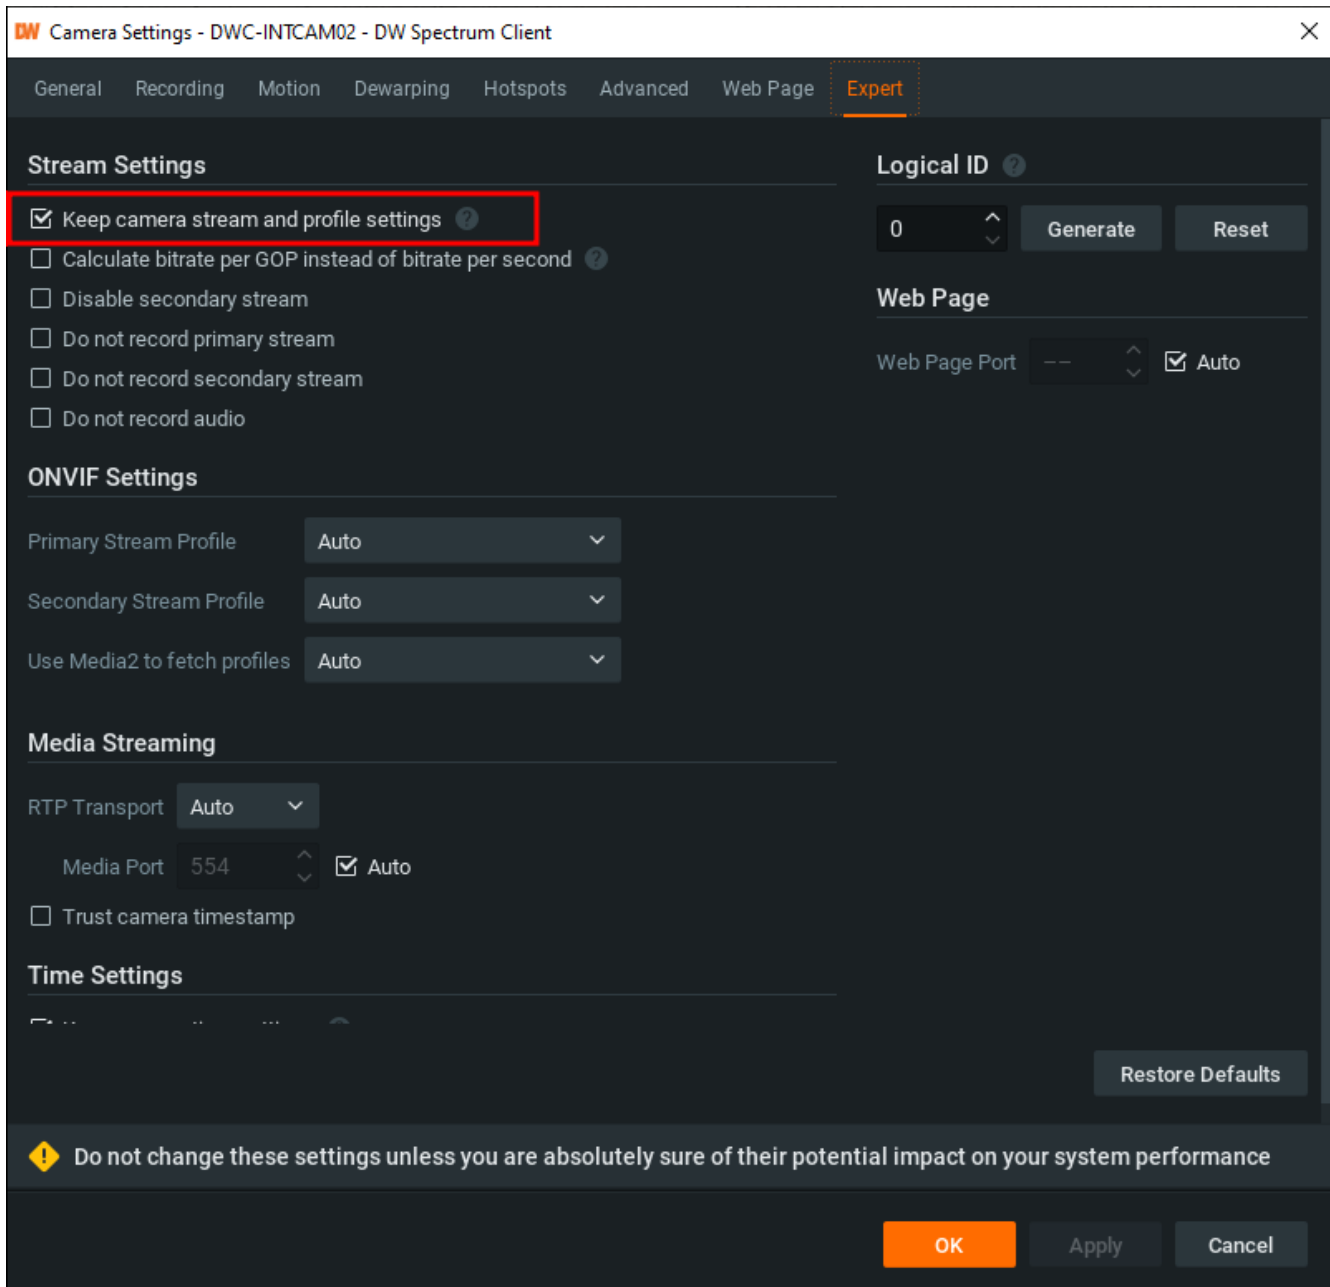 DW Camera Settings - DWC-INTCAM02 - DW Spectrum Client
General Recording Motion Dewarping Hotspots Advanced Web Page Expert
Stream Settings
Keep camera stream and profile settings ?
Calculate bitrate per GOP instead of bitrate per second ?
Disable secondary stream
Do not record primary stream
Do not record secondary stream
Do not record audio
ONVIF Settings
Primary Stream Profile Auto
Secondary Stream Profile Auto
Use Media2 to fetch profiles Auto
Media Streaming
RTP Transport Auto
Media Port 554 Auto
Trust camera timestamp
Time Settings
Logical ID ?
0 Generate Reset
Web Page
Web Page Port -- Auto
Restore Defaults
Do not change these settings unless you are absolutely sure of their potential impact on your system performance
OK Apply Cancel